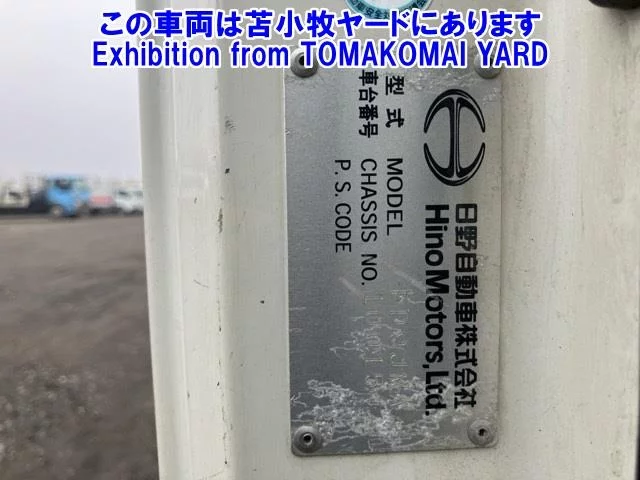 この車両は苫小牧ヤードにあります
Exhibition from TOMAKOMAI YARD
日野自動車株式会社
Hino Motors, Ltd.
型式 MODEL
車台番号 CHASSIS NO.
P. S. CODE